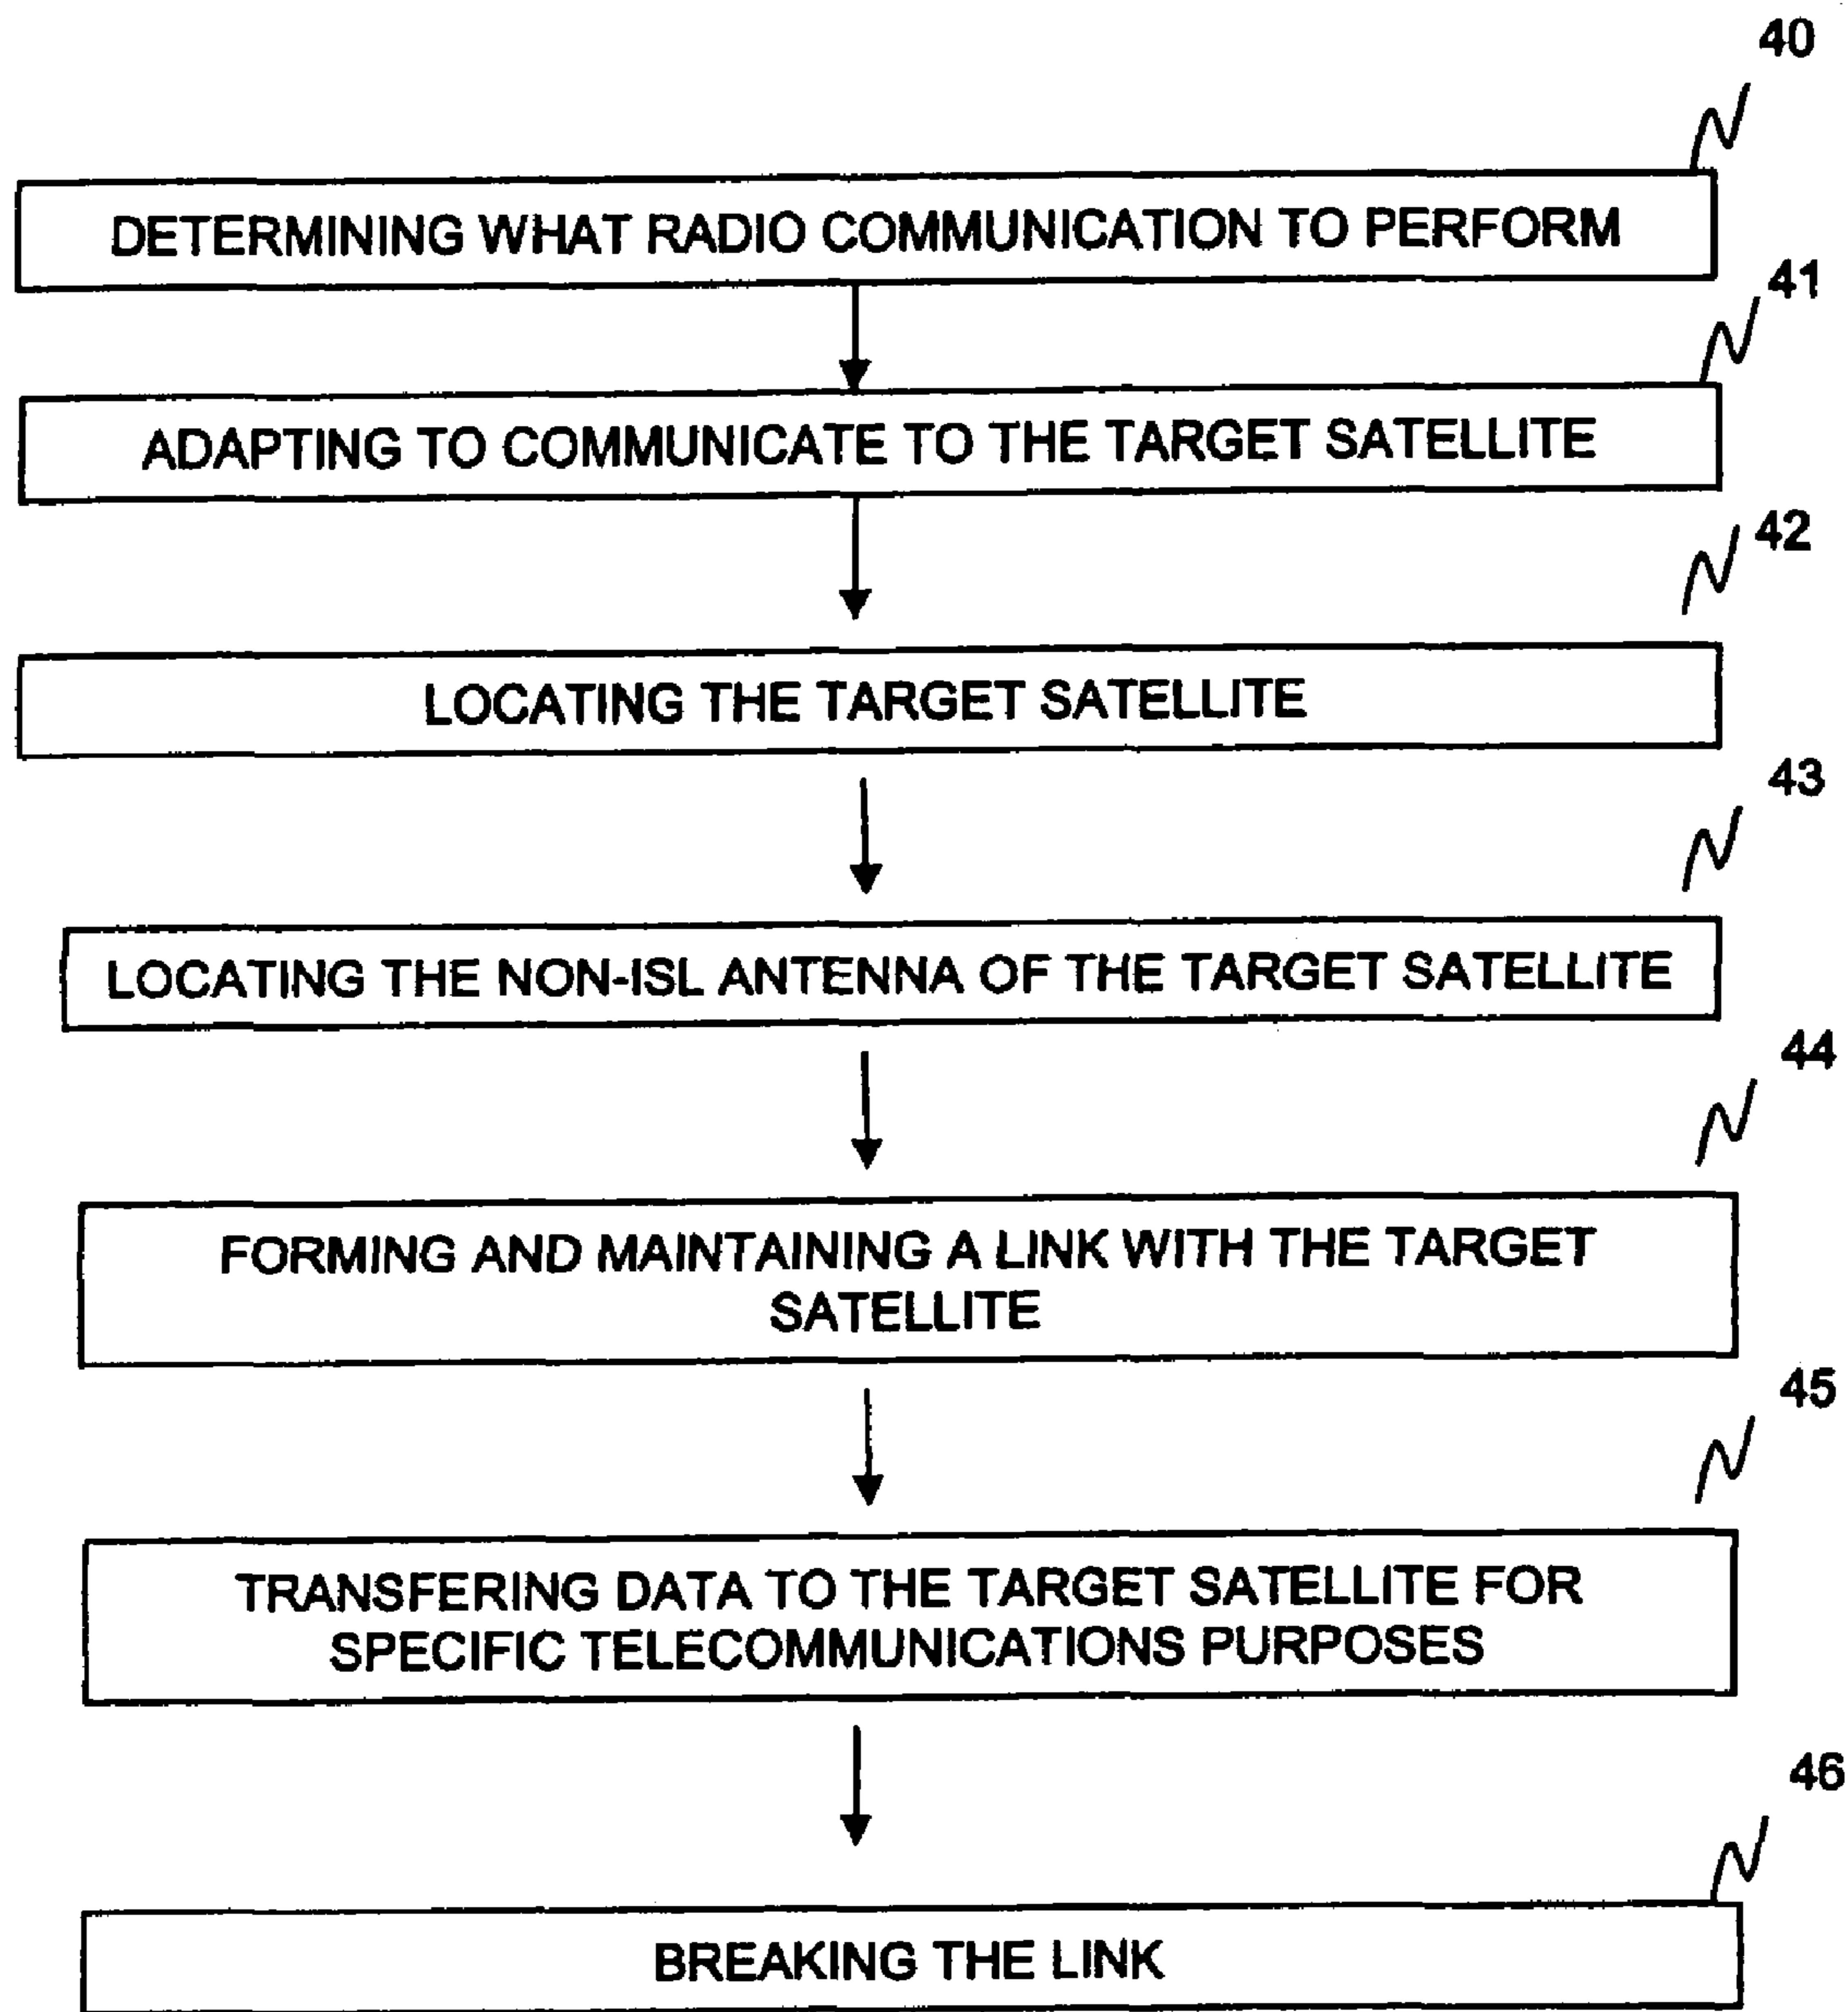 40
DETERMINING WHAT RADIO COMMUNICATION TO PERFORM
41
ADAPTING TO COMMUNICATE TO THE TARGET SATELLITE
42
LOCATING THE TARGET SATELLITE
43
LOCATING THE NON-ISL ANTENNA OF THE TARGET SATELLITE
44
FORMING AND MAINTAINING A LINK WITH THE TARGET
SATELLITE
45
TRANSFERING DATA TO THE TARGET SATELLITE FOR
SPECIFIC TELECOMMUNICATIONS PURPOSES
46
BREAKING THE LINK